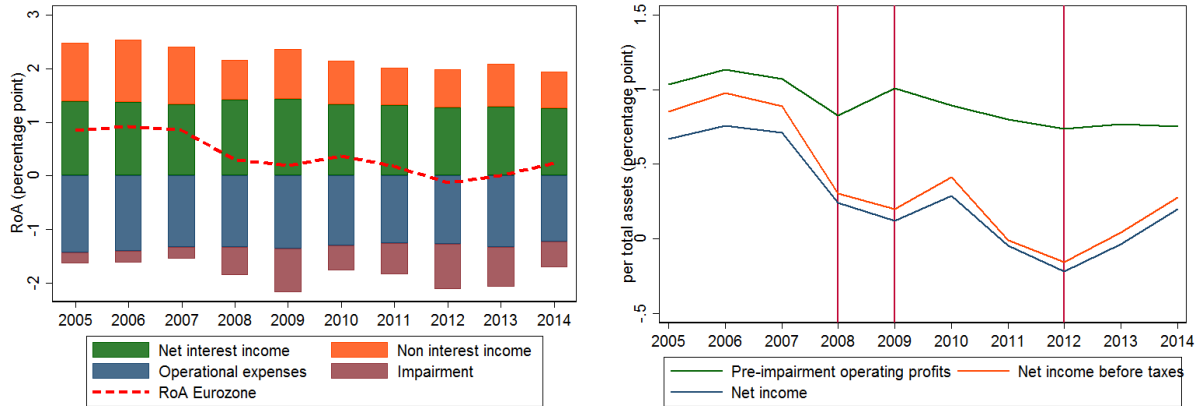 3
2
1
0
-1
-2
RoA (percentage point)
2005 2006 2007 2008 2009 2010 2011 2012 2013 2014
Net interest income
Non interest income
Operational expenses
Impairment
RoA Eurozone
1.5
1
.5
0
-.5
per total assets (percentage point)
2005 2006 2007 2008 2009 2010 2011 2012 2013 2014
Pre-impairment operating profits
Net income before taxes
Net income